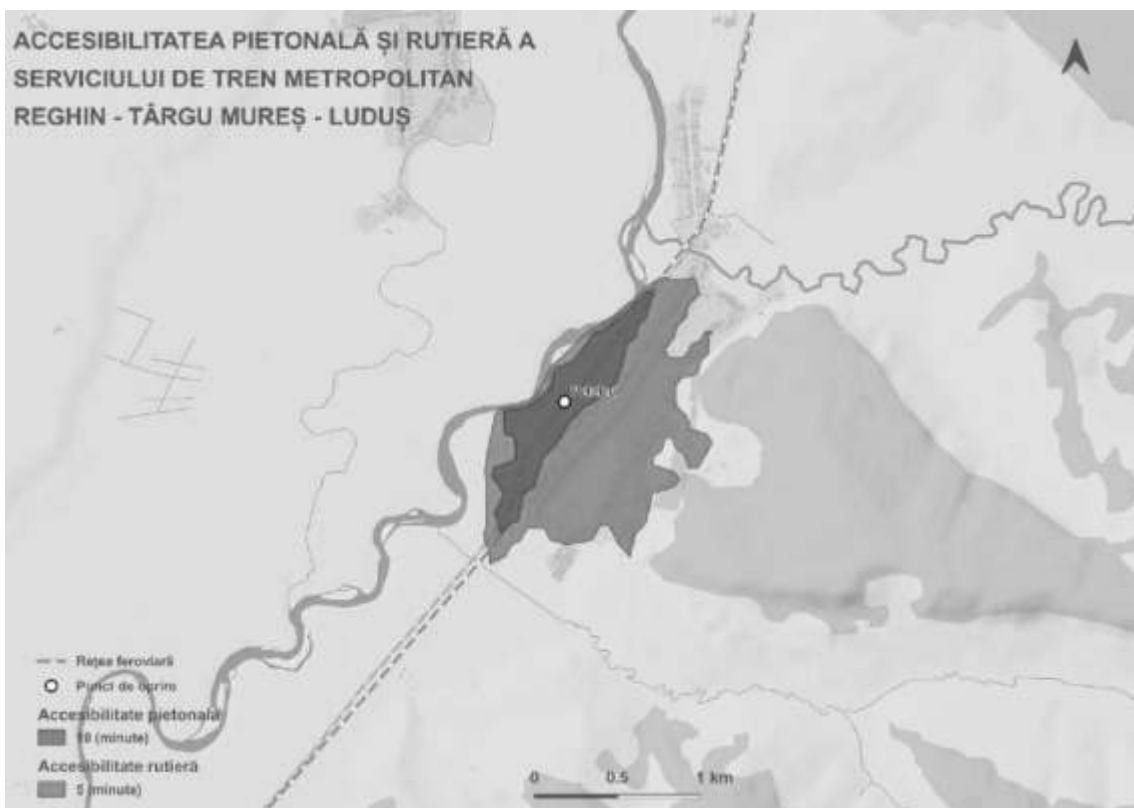 ACCESIBILITATEA PIETONALĂ ȘI RUTIERĂ A
SERVICIULUI DE TREN METROPOLITAN
REGHIN - TÂRGU MUREȘ - LUDUȘ
Rețea feroviară
Punct de oprire
Accesibilitate pietonală
10 (minute)
Accesibilitate rutieră
5 (minute)
0 0.5 1 km